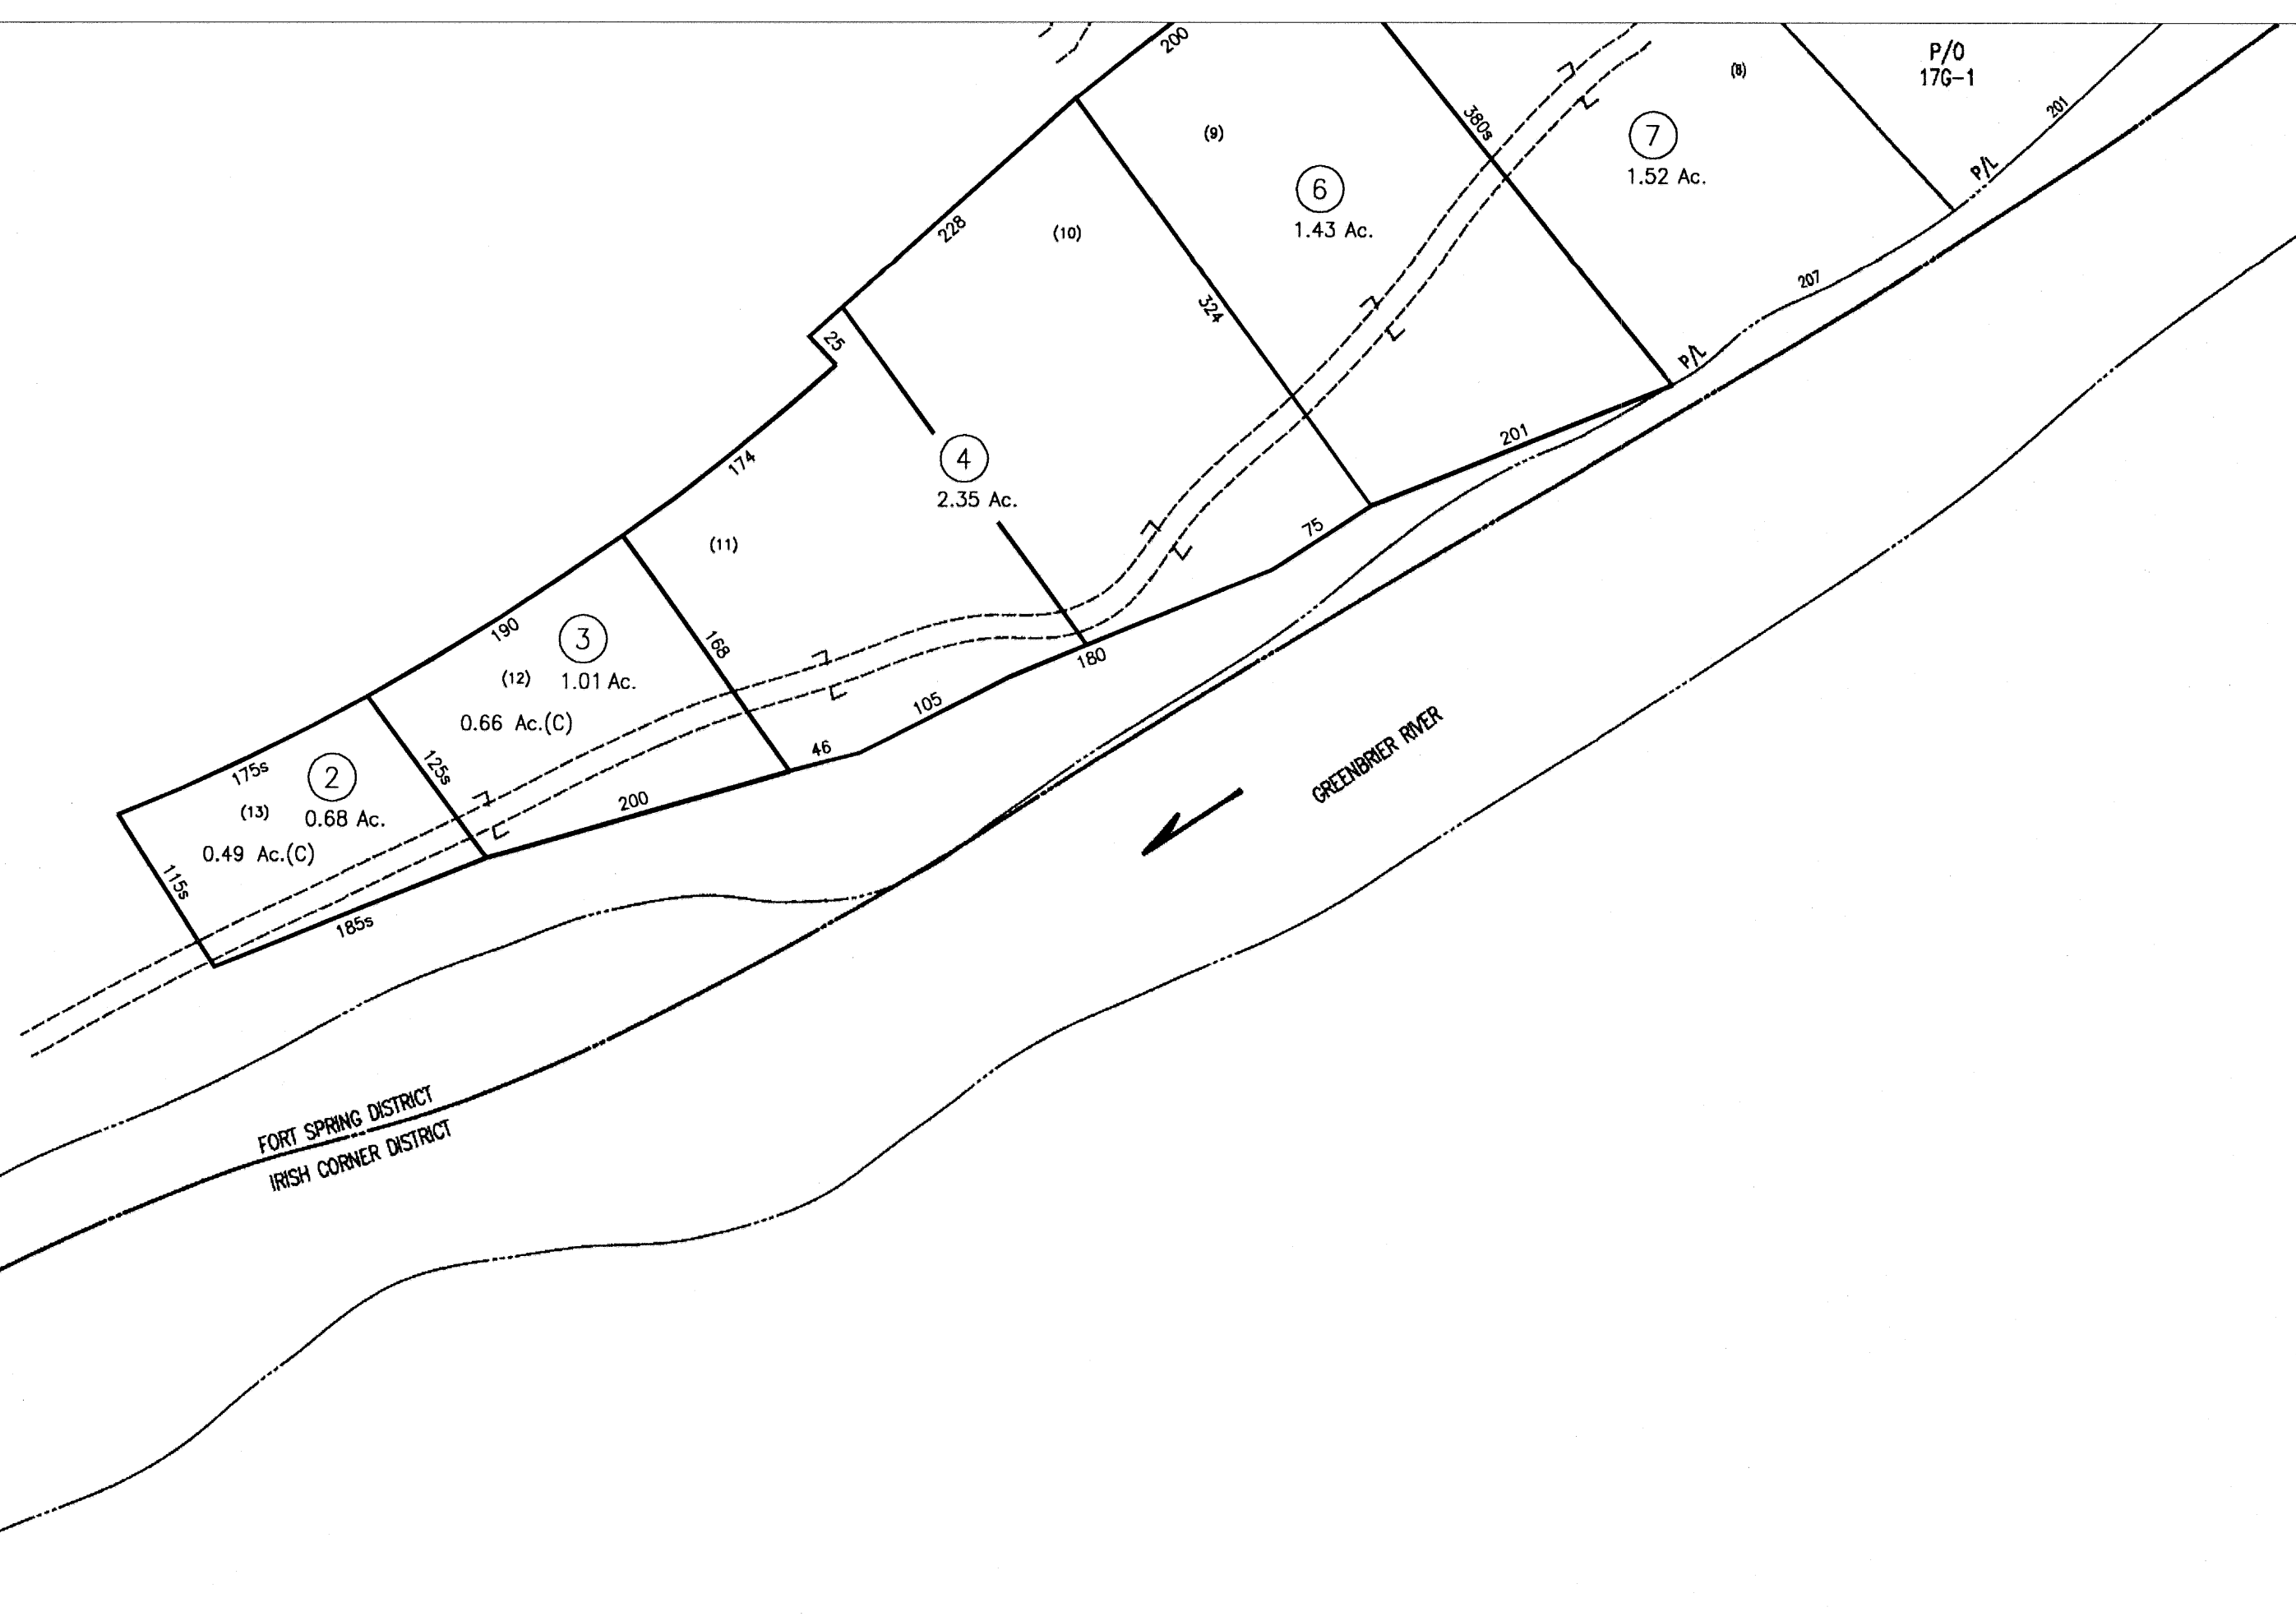 200
P/O
17G-1
(8)
201
380s
(9)
7
1.52 Ac.
P/L
6
1.43 Ac.
228
(10)
207
324
25
P/L
201
4
2.35 Ac.
174
75
(11)
190
3
168
180
(12)
1.01 Ac.
105
0.66 Ac.(C)
46
175s
2
125s
(13)
0.68 Ac.
200
0.49 Ac.(C)
115s
185s
GREENBRIER RIVER
FORT SPRING DISTRICT
IRISH CORNER DISTRICT